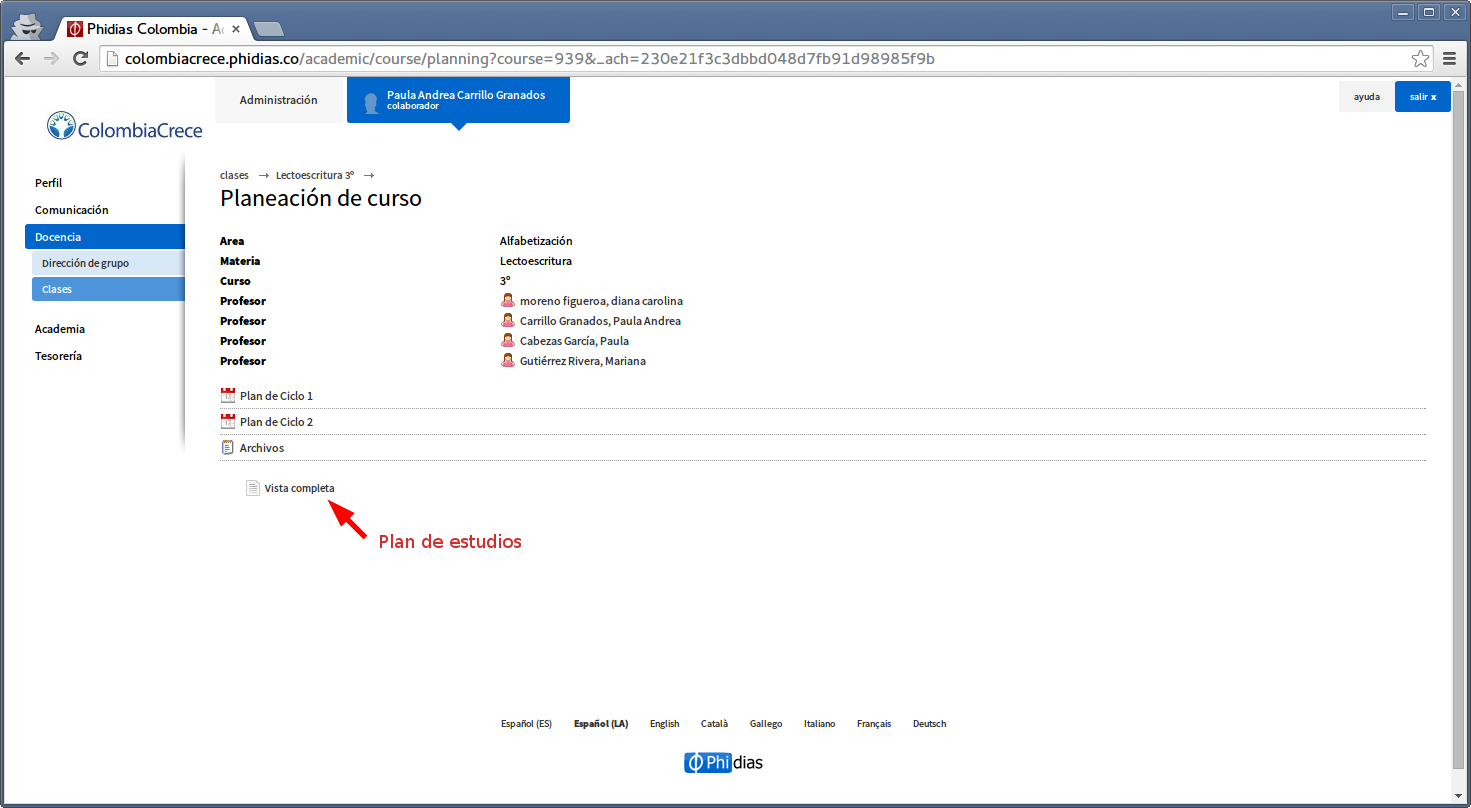 Phidias Colombia - Ac
colombiacrece.phidias.co/academic/course/planning?course=939&_ach=230e21f3c3dbbd048d7fb91d98985f9b
Administración
Paula Andrea Carrillo Granados
colaborador
ayuda
salir x
ColombiaCrece
Perfil
Comunicación
Docencia
Dirección de grupo
Clases
Academia
Tesorería
clases → Lectoescritura 3º →
Planeación de curso
Area Alfabetización
Materia Lectoescritura
Curso 3º
Profesor moreno figueroa, diana carolina
Profesor Carrillo Granados, Paula Andrea
Profesor Cabezas García, Paula
Profesor Gutiérrez Rivera, Mariana
Plan de Ciclo 1
Plan de Ciclo 2
Archivos
Vista completa
Plan de estudios
Español (ES) Español (LA) English Català Gallego Italiano Français Deutsch
Phidias